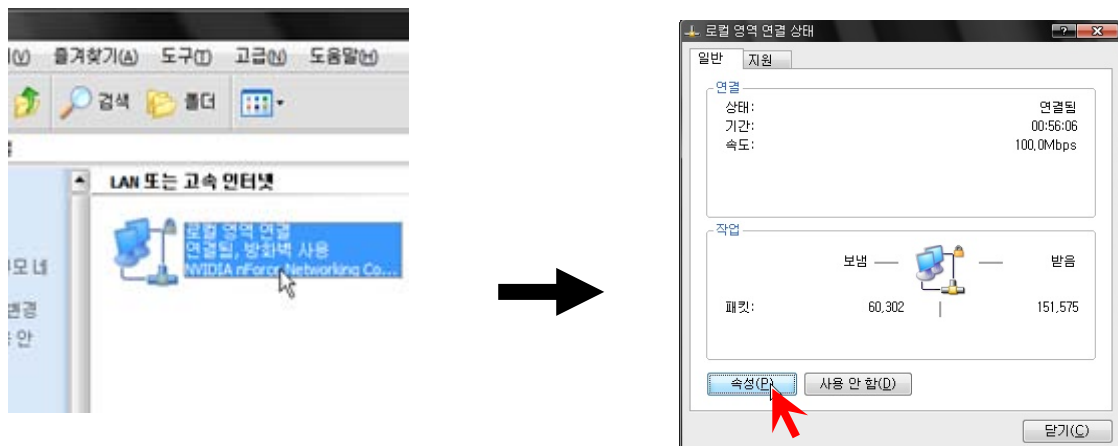 즐겨찾기(A) 도구(T) 고급(N) 도움말(H)
검색 폴더
LAN 또는 고속 인터넷
로컬 영역 연결
연결됨, 방화벽 사용
NVIDIA nForce Networking Co...
변경
안
로컬 영역 연결 상태
일반 지원
연결
상태: 연결됨
기간: 00:56:06
속도: 100,0Mbps
작업
보냄 받음
패킷: 60,302 151,575
속성(P) 사용 안 함(D)
닫기(C)